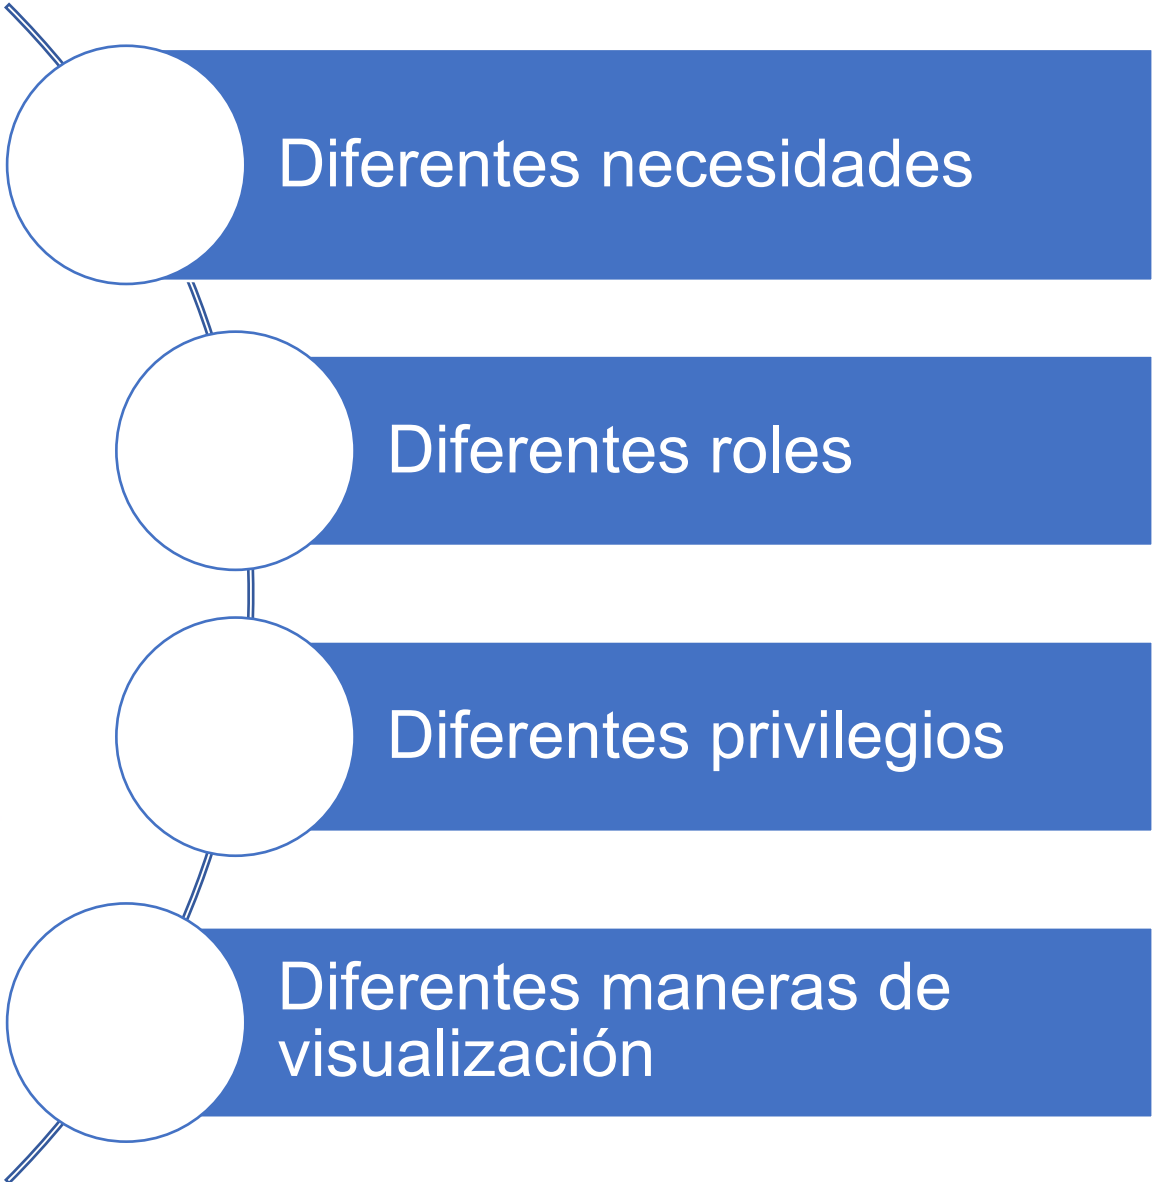 Diferentes necesidades
Diferentes roles
Diferentes privilegios
Diferentes maneras de
visualización